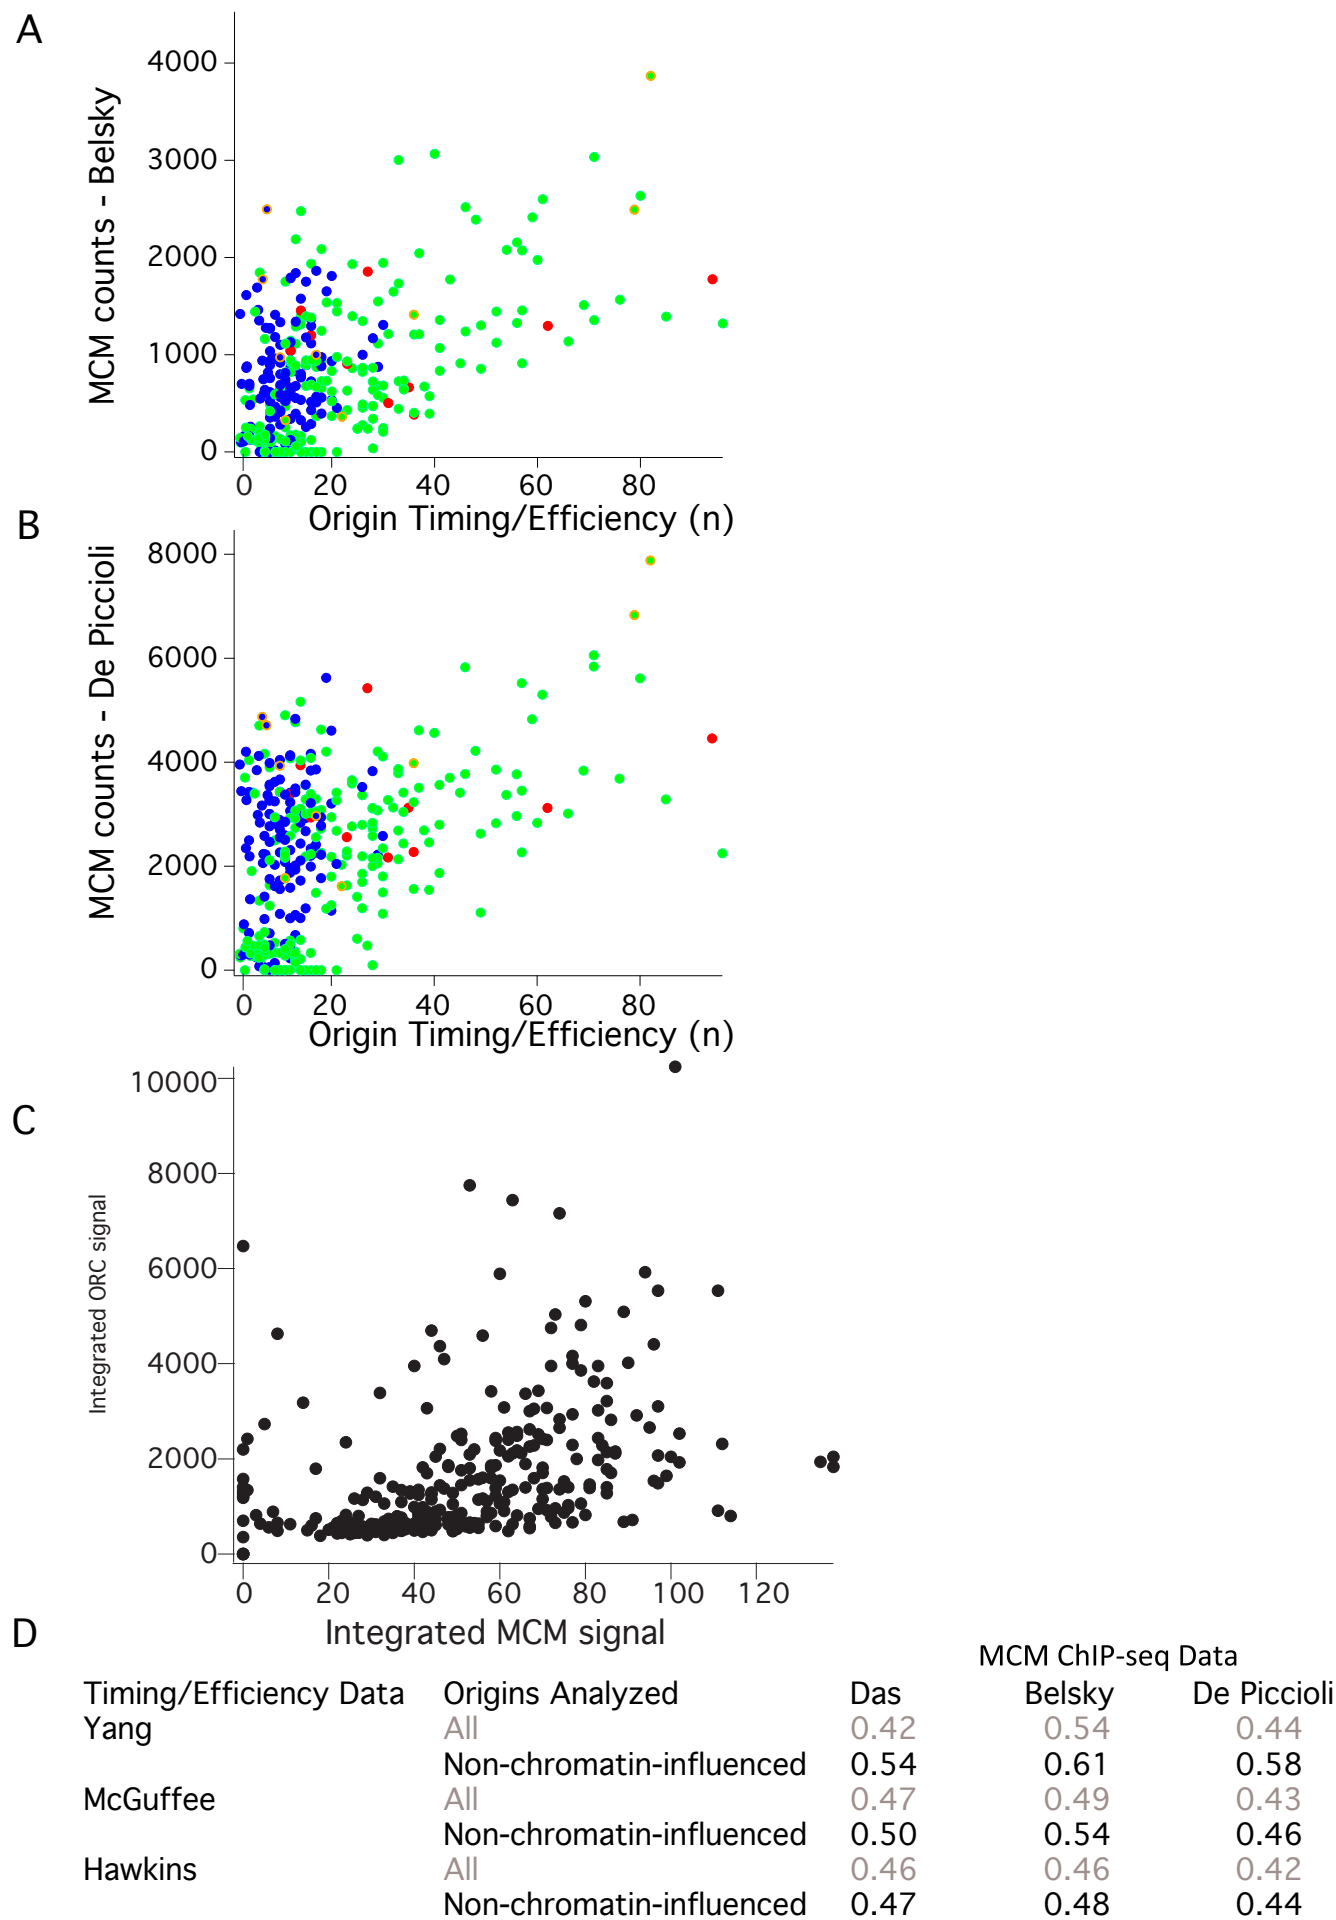 A
MCM counts - Belsky
4000
3000
2000
1000
0
0 20 40 60 80
Origin Timing/Efficiency (n)
B
MCM counts - De Piccioli
8000
6000
4000
2000
0
0 20 40 60 80
Origin Timing/Efficiency (n)
C
Integrated ORC signal
10000
8000
6000
4000
2000
0
0 20 40 60 80 100 120
Integrated MCM signal
D
MCM ChIP-seq Data
Timing/Efficiency Data Origins Analyzed Das Belsky De Piccioli
Yang All 0.42 0.54 0.44
Non-chromatin-influenced 0.54 0.61 0.58
McGuffee All 0.47 0.49 0.43
Non-chromatin-influenced 0.50 0.54 0.46
Hawkins All 0.46 0.46 0.42
Non-chromatin-influenced 0.47 0.48 0.44